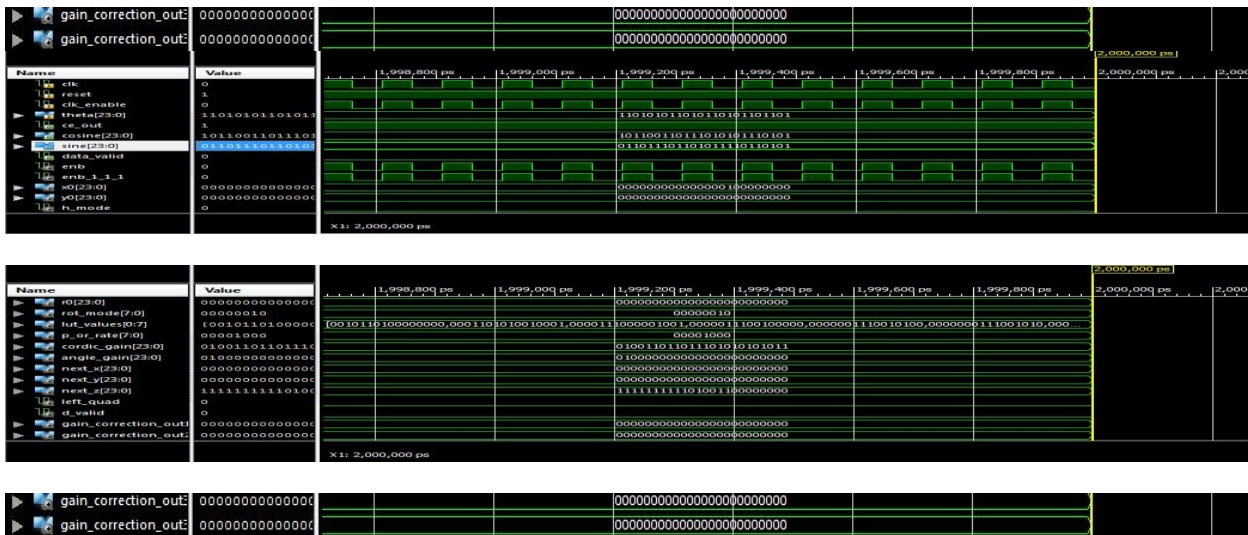 gain_correction_out3 00000000000000( 000000000000000000000000
gain_correction_out3 00000000000000( 000000000000000000000000
2,000,000 ps
Name Value 1,998,800 ps 1,999,000 ps 1,999,200 ps 1,999,400 ps 1,999,600 ps 1,999,800 ps 2,000,000 ps 2,000
clk 0
reset 1
clk_enable 0
theta[23:0] 11010101101011 110101011010110101101101
ce_out 1
cosine[23:0] 10110011011101 101100110111010101110101
sine[23:0] 011011101101011110110101
data_valid 0
enb 0
enb_1_1_1 0
x0[23:0] 00000000000000( 000000000000000100000000
y0[23:0] 00000000000000( 000000000000000000000000
h_mode 0
X1: 2,000,000 ps
2,000,000 ps
Name Value 1,998,800 ps 1,999,000 ps 1,999,200 ps 1,999,400 ps 1,999,600 ps 1,999,800 ps 2,000,000 ps 2,000
r0[23:0] 00000000000000 000000000000000000000000
rot_mode[7:0] 00000010 00000010
lut_values[0:7]
p_or_rate[7:0] 00001000 00001000
cordic_gain[23:0] 010011011011101010101011
angle_gain[23:0] 010000000000000000000000
next_x[23:0] 00000000000000( 000000000000000000000000
next_y[23:0] 00000000000000( 000000000000000000000000
next_z[23:0] 111111111101001100000000
left_quad 0
d_valid 0
gain_correction_out1 00000000000000( 000000000000000000000000
gain_correction_out2 00000000000000( 000000000000000000000000
X1: 2,000,000 ps
gain_correction_out3 00000000000000( 000000000000000000000000
gain_correction_out3 00000000000000( 000000000000000000000000